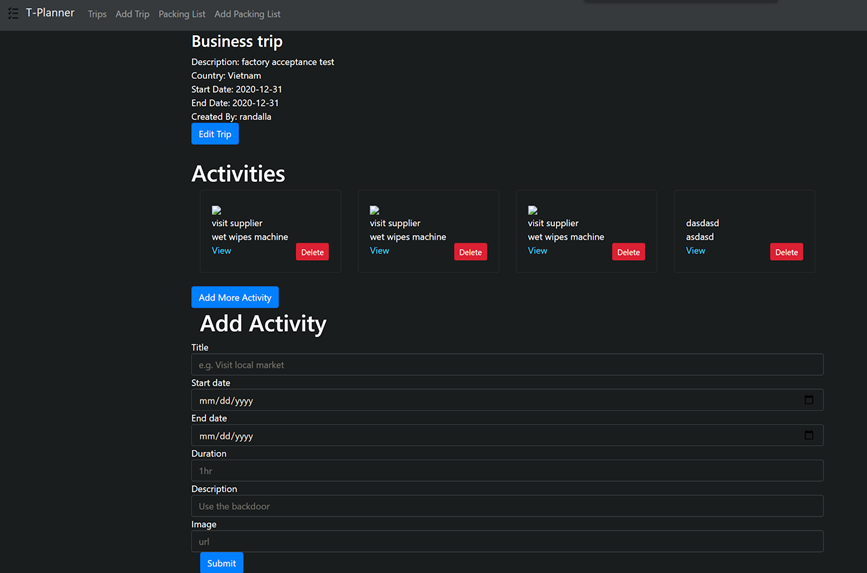 T-Planner Trips Add Trip Packing List Add Packing List
Business trip
Description: factory acceptance test
Country: Vietnam
Start Date: 2020-12-31
End Date: 2020-12-31
Created By: randalla
Edit Trip
Activities
visit supplier
wet wipes machine
View Delete
visit supplier
wet wipes machine
View Delete
visit supplier
wet wipes machine
View Delete
dasdasd
asdasd
View Delete
Add More Activity
Add Activity
Title
e.g. Visit local market
Start date
mm/dd/yyyy
End date
mm/dd/yyyy
Duration
1hr
Description
Use the backdoor
Image
url
Submit